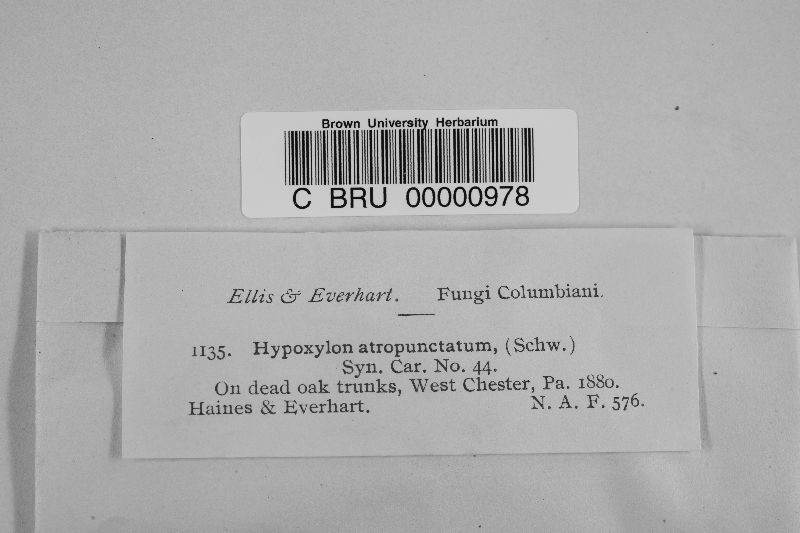 Brown University Herbarium
C BRU 00000978
Ellis & Everhart. Fungi Columbiani.
1135. Hypoxylon atropunctatum, (Schw.)
Syn. Car. No. 44.
On dead oak trunks, West Chester, Pa. 1880.
Haines & Everhart. N. A. F. 576.